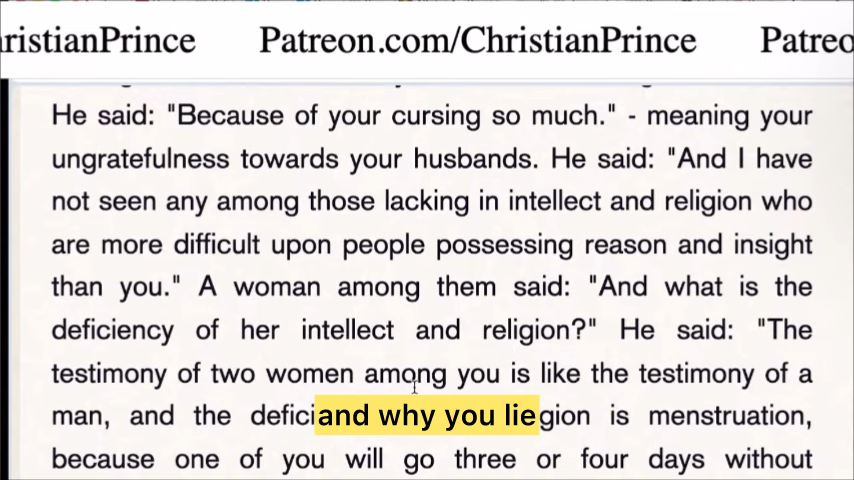 ristianPrince Patreon.com/ChristianPrince Patreo
He said: "Because of your cursing so much." - meaning your
ungratefulness towards your husbands. He said: "And I have
not seen any among those lacking in intellect and religion who
are more difficult upon people possessing reason and insight
than you." A woman among them said: "And what is the
deficiency of her intellect and religion?" He said: "The
testimony of two women among you is like the testimony of a
man, and the defici and why you lie gion is menstruation,
because one of you will go three or four days without